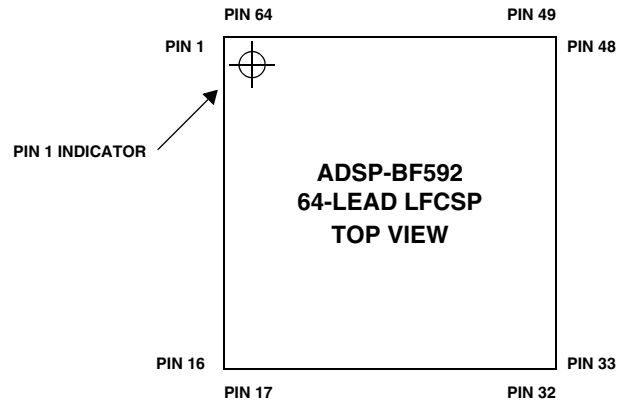 PIN 64
PIN 49
PIN 1
PIN 48
PIN 1 INDICATOR
ADSP-BF592
64-LEAD LFCSP
TOP VIEW
PIN 16
PIN 33
PIN 17
PIN 32